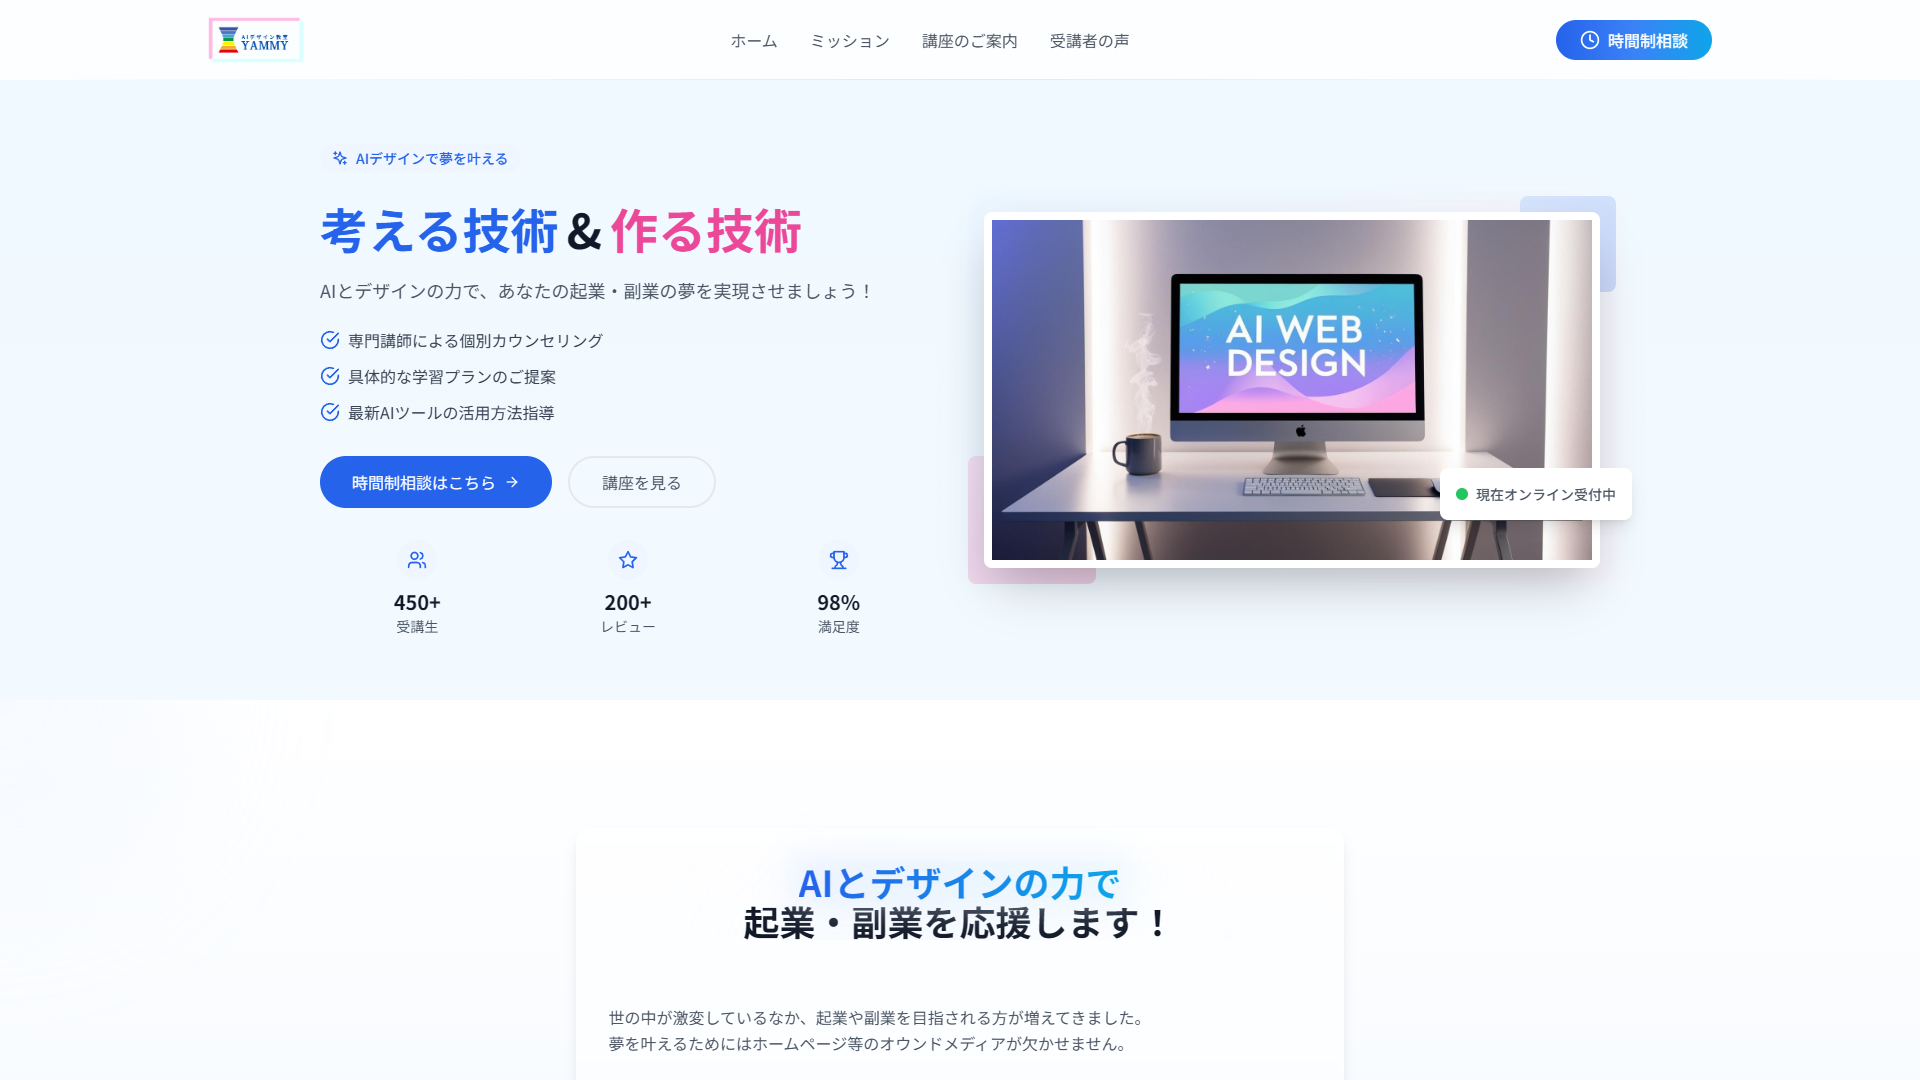 AIデザイン教室
YAMMY
ホーム
ミッション
講座のご案内
受講者の声
時間制相談
AIデザインで夢を叶える
考える技術 & 作る技術
AIとデザインの力で、あなたの起業・副業の夢を実現させましょう！
専門講師による個別カウンセリング
具体的な学習プランのご提案
最新AIツールの活用方法指導
時間制相談はこちら
講座を見る
450+
受講生
200+
レビュー
98%
満足度
AI WEB
DESIGN
現在オンライン受付中
AIとデザインの力で
起業・副業を応援します！
世の中が激変しているなか、起業や副業を目指される方が増えてきました。
夢を叶えるためにはホームページ等のオウンドメディアが欠かせません。